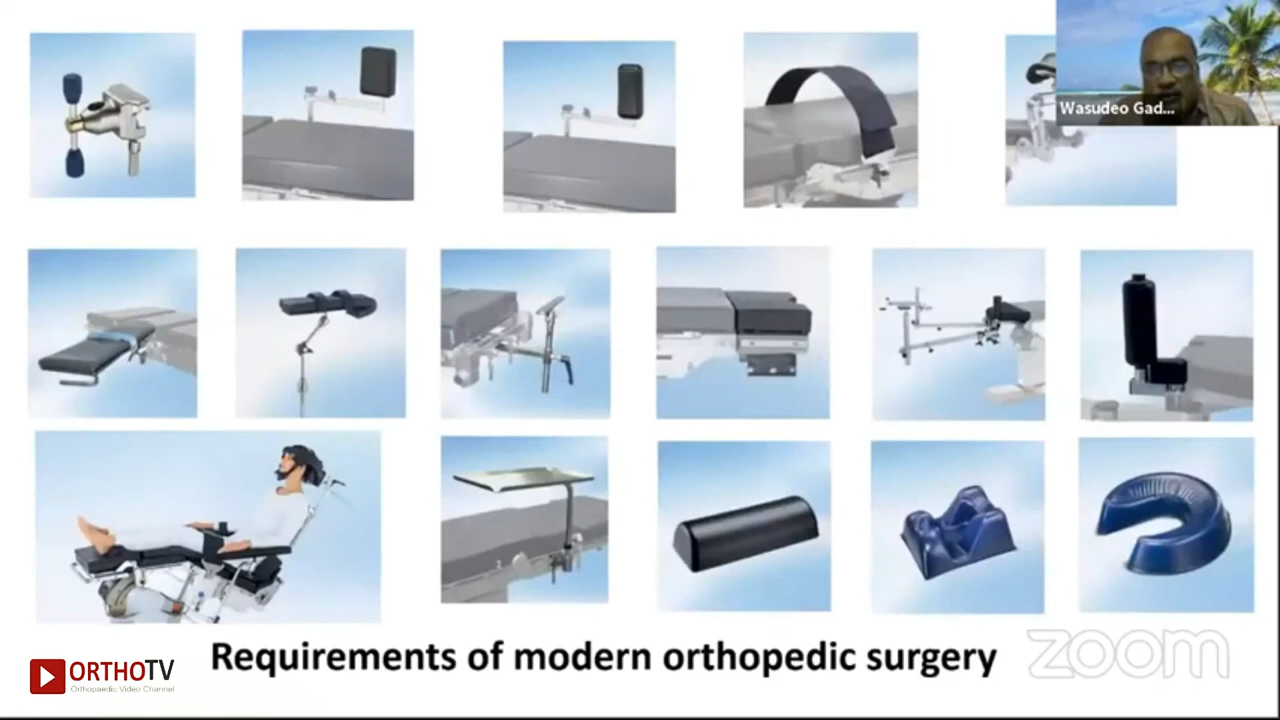 Wasudeo Gad...
Requirements of modern orthopedic surgery
ORTHOTV
Orthopaedic Video Channel
zoom